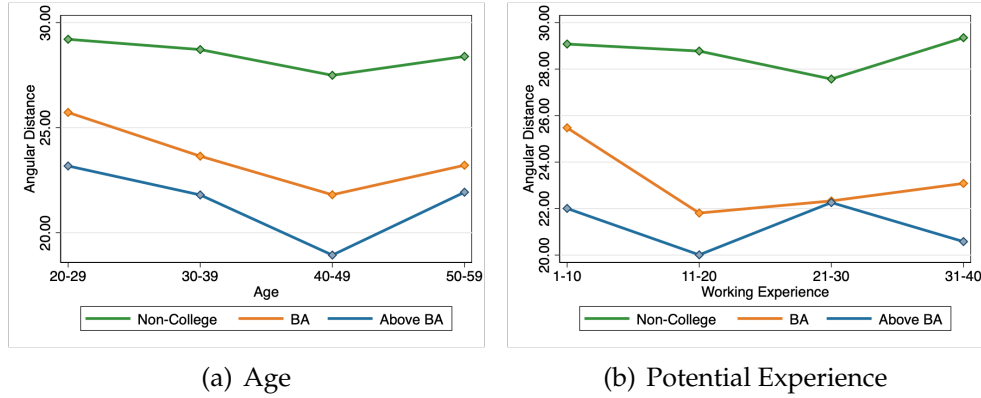 30.00
25.00
20.00
Angular Distance
20-29 30-39 40-49 50-59
Age
Non-College BA Above BA
(a) Age
30.00
28.00
26.00
24.00
22.00
20.00
Angular Distance
1-10 11-20 21-30 31-40
Working Experience
Non-College BA Above BA
(b) Potential Experience